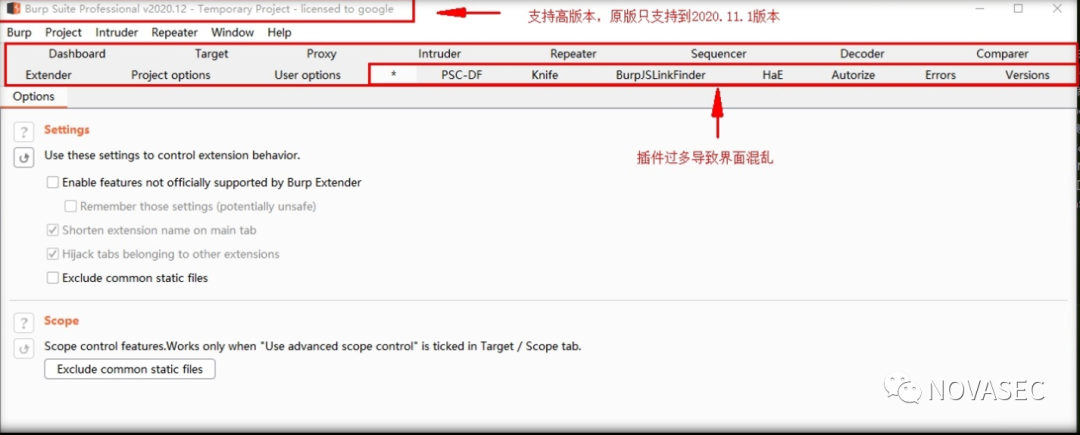 Burp Suite Professional v2020.12 - Temporary Project - licensed to google
支持高版本，原版只支持到2020.11.1版本
Burp Project Intruder Repeater Window Help
Dashboard Target Proxy Intruder Repeater Sequencer Decoder Comparer
Extender Project options User options * PSC-DF Knife BurpJSLinkFinder HaE Autorize Errors Versions
Options
? Settings
Use these settings to control extension behavior.
插件过多导致界面混乱
Enable features not officially supported by Burp Extender
Remember those settings (potentially unsafe)
Shorten extension name on main tab
Hijack tabs belonging to other extensions
Exclude common static files
? Scope
Scope control features.Works only when "Use advanced scope control" is ticked in Target / Scope tab.
Exclude common static files
NOVASEC